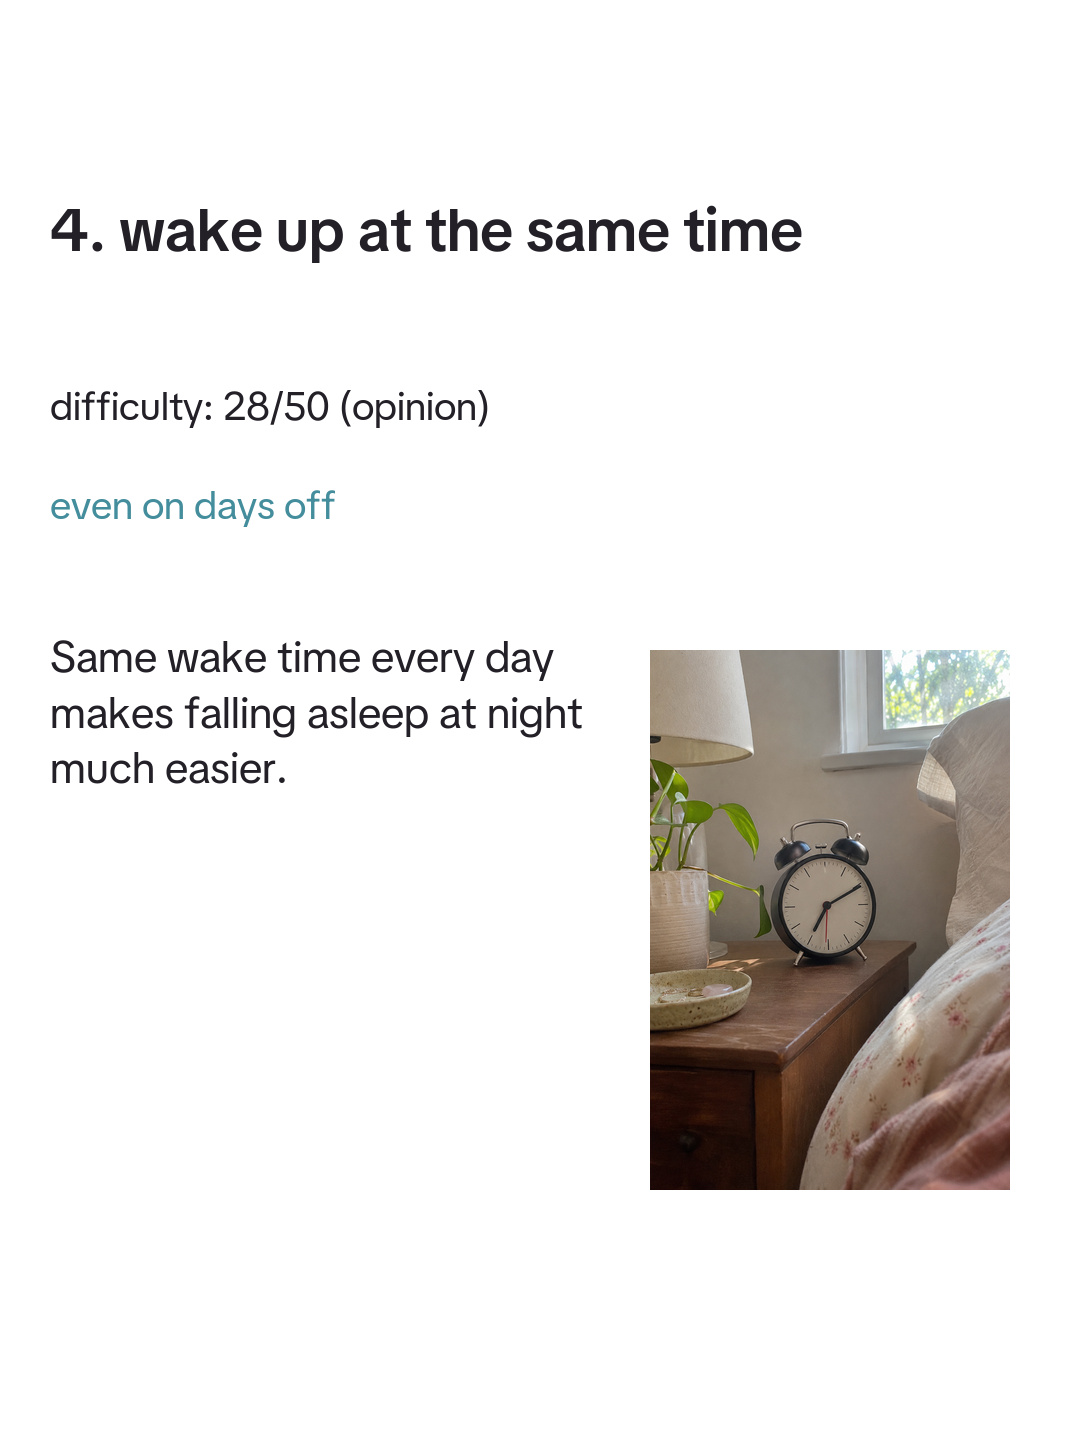 4. wake up at the same time
difficulty: 28/50 (opinion)
even on days off
Same wake time every day
makes falling asleep at night
much easier.